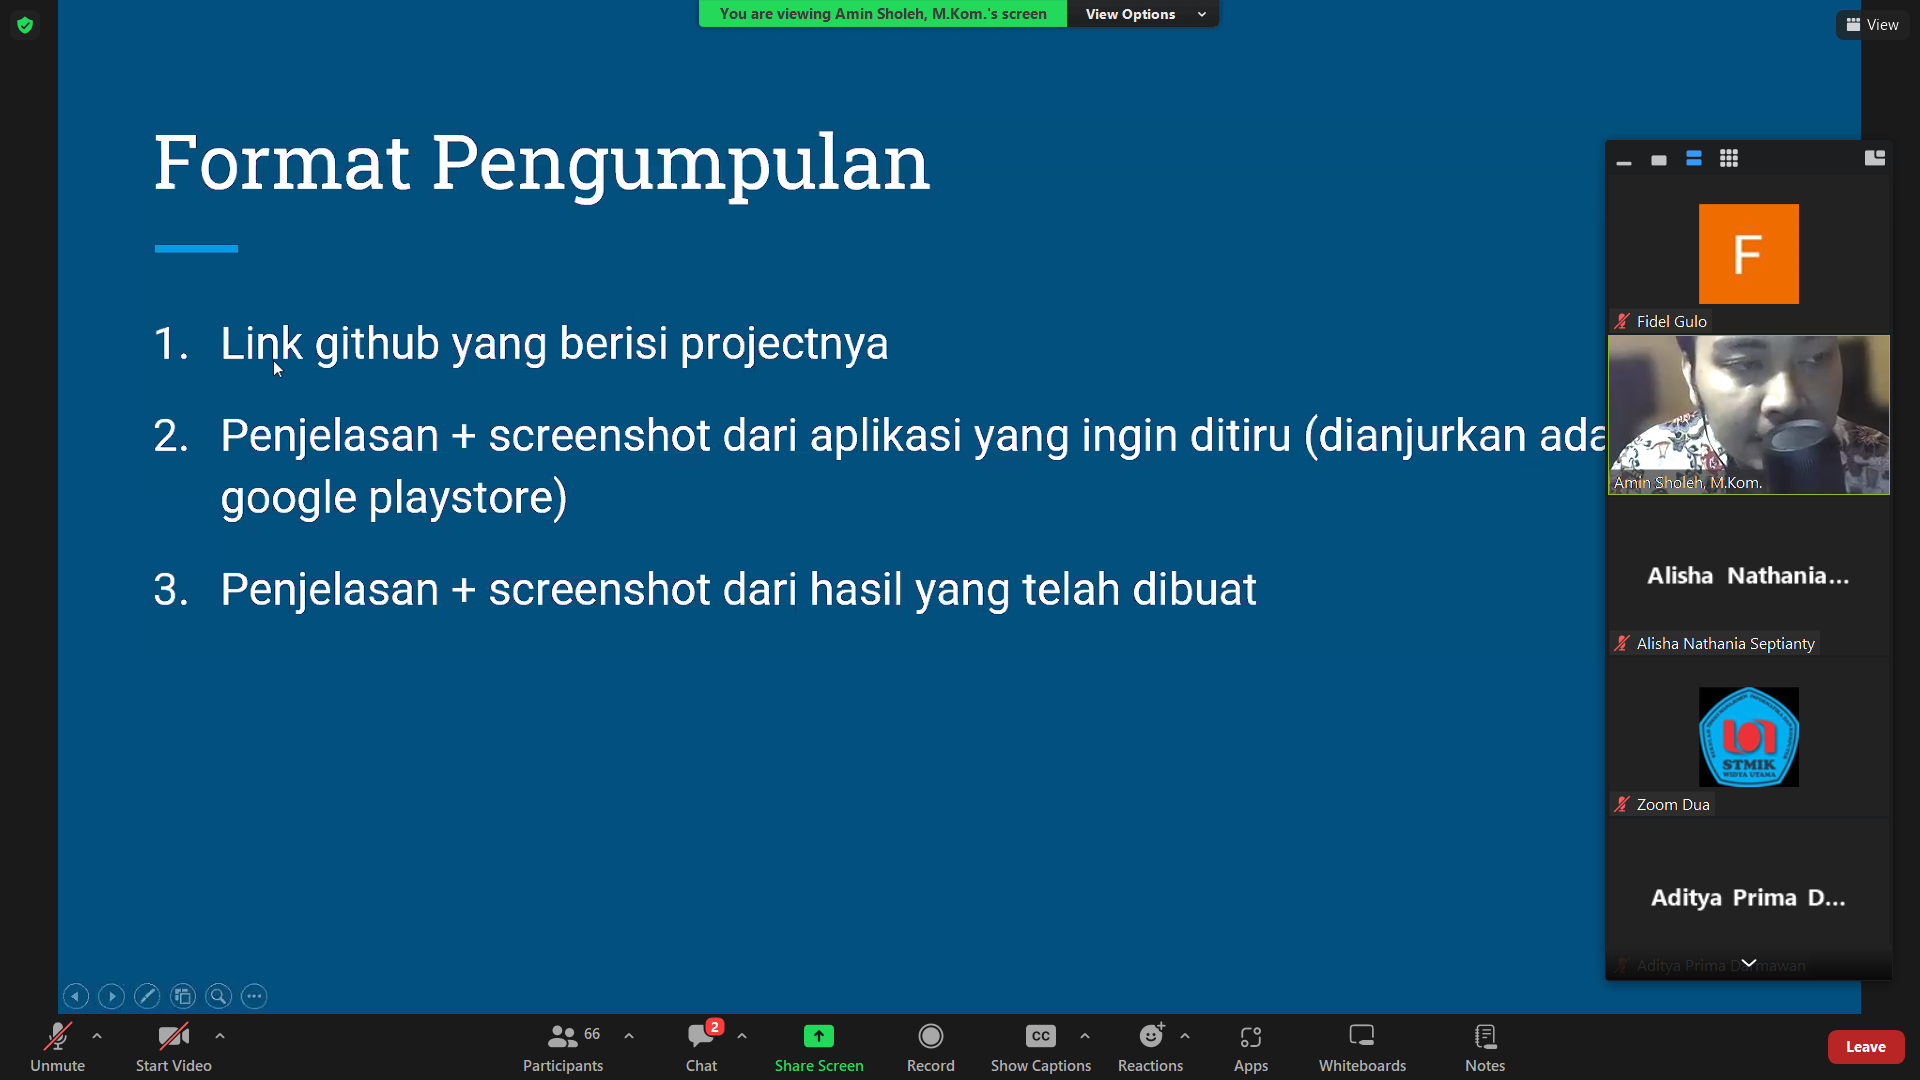 You are viewing Amin Sholeh, M.Kom.'s screen
View Options
View
Format Pengumpulan
1. Link github yang berisi projectnya
2. Penjelasan + screenshot dari aplikasi yang ingin ditiru (dianjurkan ada
google playstore)
3. Penjelasan + screenshot dari hasil yang telah dibuat
F
Fidel Gulo
Amin Sholeh, M.Kom.
Alisha Nathania...
Alisha Nathania Septianty
STMIK
WIDYA UTAMA
Zoom Dua
Aditya Prima D...
Aditya Prima Darmawan
Unmute
Start Video
66
Participants
2
Chat
Share Screen
Record
CC
Show Captions
Reactions
Apps
Whiteboards
Notes
Leave